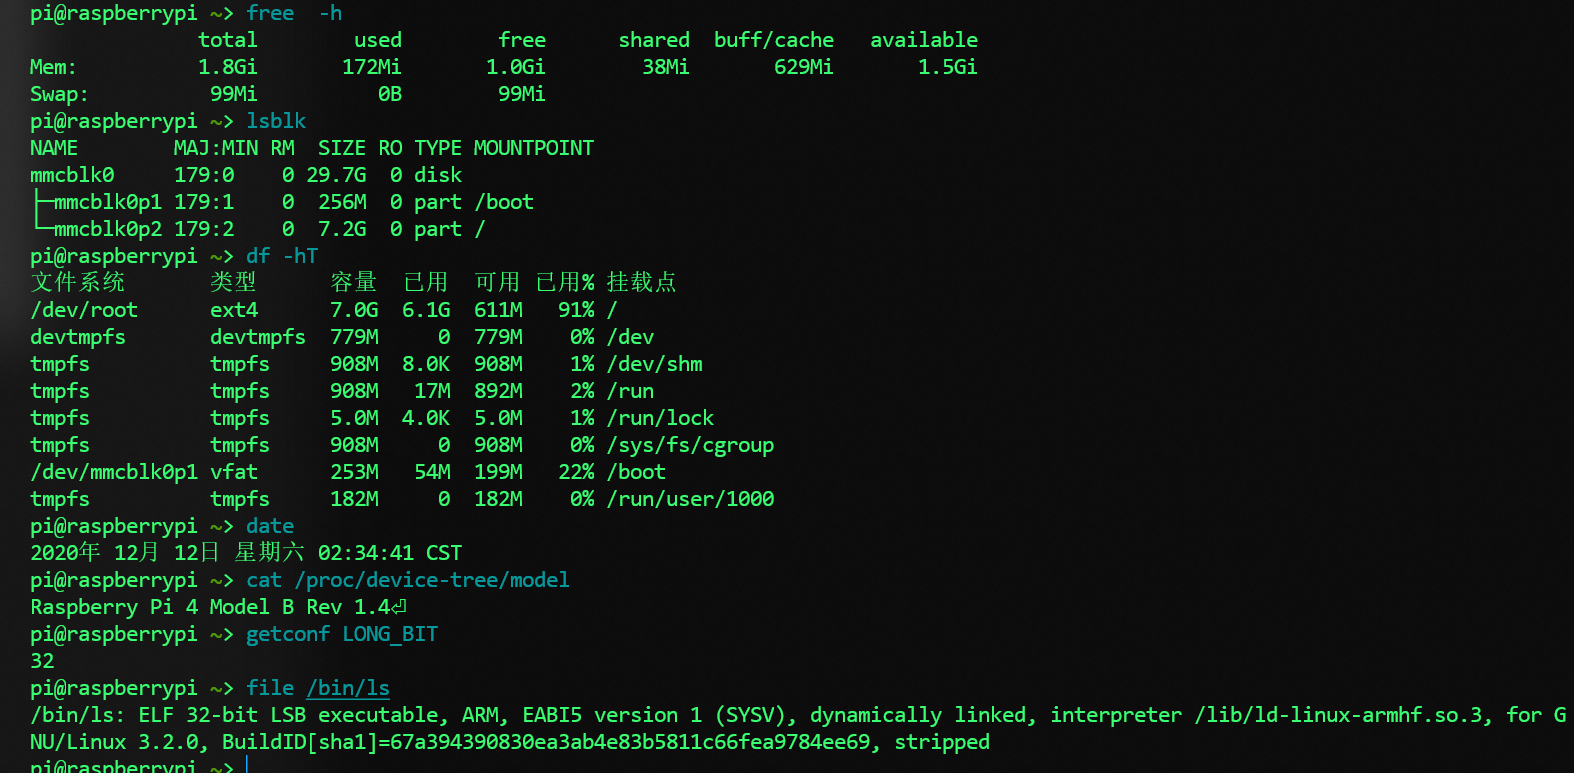 pi@raspberrypi ~> free  -h
              total        used        free      shared  buff/cache   available
Mem:          1.8Gi       172Mi       1.0Gi        38Mi       629Mi       1.5Gi
Swap:          99Mi          0B        99Mi
pi@raspberrypi ~> lsblk
NAME        MAJ:MIN RM  SIZE RO TYPE MOUNTPOINT
mmcblk0     179:0    0 29.7G  0 disk
├─mmcblk0p1 179:1    0  256M  0 part /boot
└─mmcblk0p2 179:2    0  7.2G  0 part /
pi@raspberrypi ~> df -hT
文件系统       类型      容量  已用  可用 已用% 挂载点
/dev/root      ext4      7.0G  6.1G  611M   91% /
devtmpfs       devtmpfs  779M     0  779M    0% /dev
tmpfs          tmpfs     908M  8.0K  908M    1% /dev/shm
tmpfs          tmpfs     908M   17M  892M    2% /run
tmpfs          tmpfs     5.0M  4.0K  5.0M    1% /run/lock
tmpfs          tmpfs     908M     0  908M    0% /sys/fs/cgroup
/dev/mmcblk0p1 vfat      253M   54M  199M   22% /boot
tmpfs          tmpfs     182M     0  182M    0% /run/user/1000
pi@raspberrypi ~> date
2020年 12月 12日 星期六 02:34:41 CST
pi@raspberrypi ~> cat /proc/device-tree/model
Raspberry Pi 4 Model B Rev 1.4⏎
pi@raspberrypi ~> getconf LONG_BIT
32
pi@raspberrypi ~> file /bin/ls
/bin/ls: ELF 32-bit LSB executable, ARM, EABI5 version 1 (SYSV), dynamically linked, interpreter /lib/ld-linux-armhf.so.3, for G
NU/Linux 3.2.0, BuildID[sha1]=67a394390830ea3ab4e83b5811c66fea9784ee69, stripped
pi@raspberrypi ~>